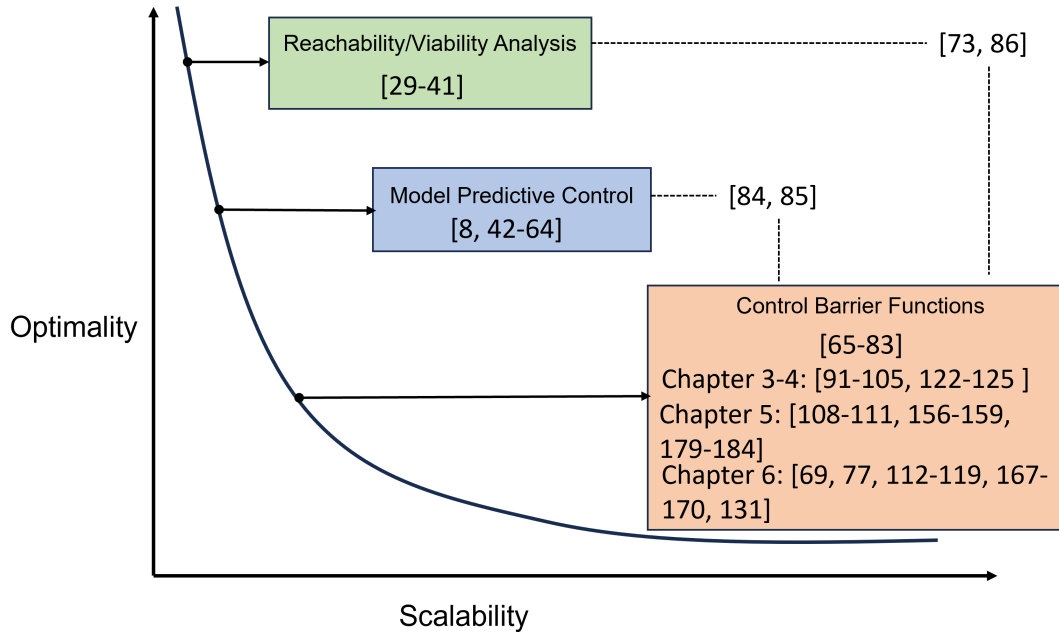 Reachability/Viability Analysis
[29-41]
[73, 86]
Model Predictive Control
[8, 42-64]
[84, 85]
Optimality
Control Barrier Functions
[65-83]
Chapter 3-4: [91-105, 122-125 ]
Chapter 5: [108-111, 156-159,
179-184]
Chapter 6: [69, 77, 112-119, 167-
170, 131]
Scalability